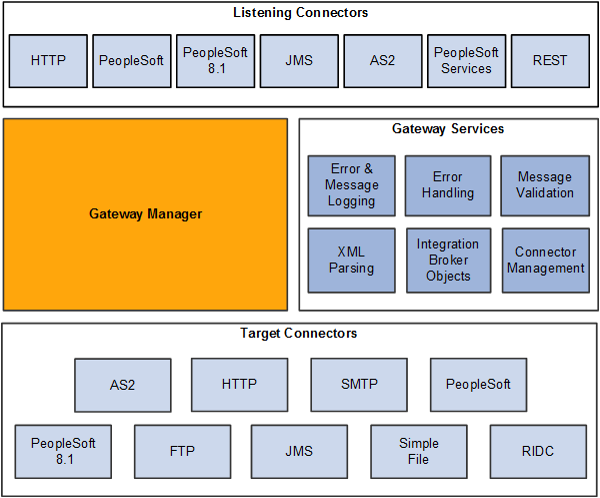 Listening Connectors
HTTP
PeopleSoft
PeopleSoft
8.1
JMS
AS2
PeopleSoft
Services
REST
Gateway Manager
Gateway Services
Error &
Message
Logging
Error
Handling
Message
Validation
XML
Parsing
Integration
Broker
Objects
Connector
Management
Target Connectors
AS2
HTTP
SMTP
PeopleSoft
PeopleSoft
8.1
FTP
JMS
Simple
File
RIDC